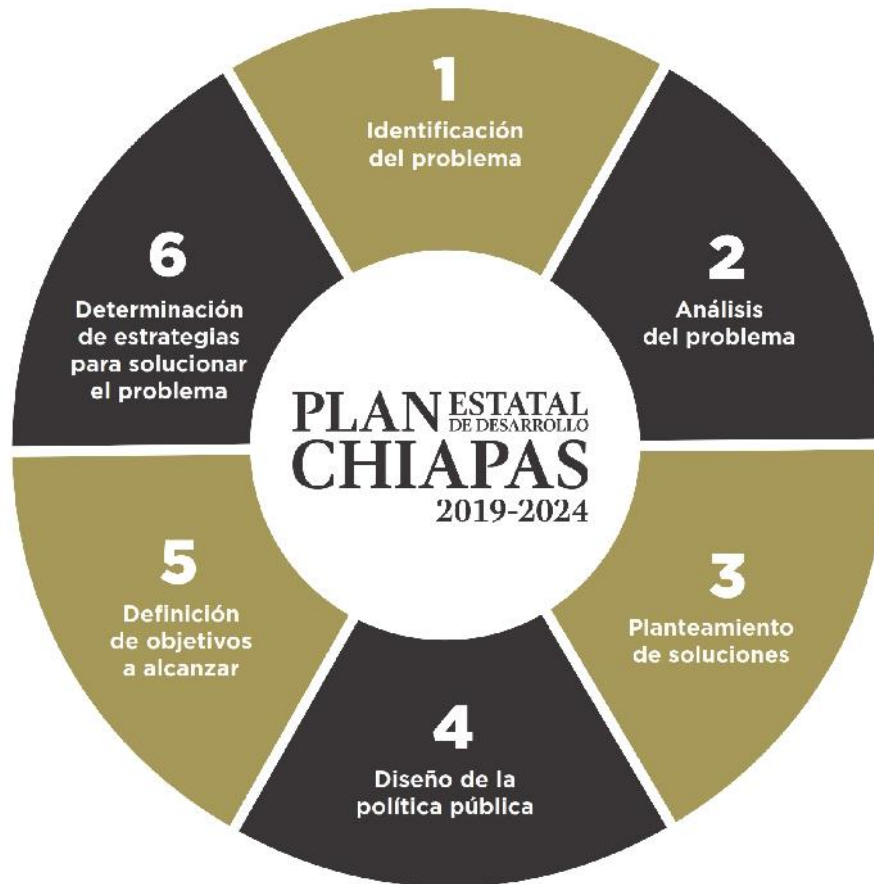 1
Identificación
del problema
2
Análisis
del problema
3
Planteamiento
de soluciones
4
Diseño de la
política pública
5
Definición
de objetivos
a alcanzar
6
Determinación
de estrategias
para solucionar
el problema
PLAN ESTATAL
DE DESARROLLO
CHIAPAS
2019-2024